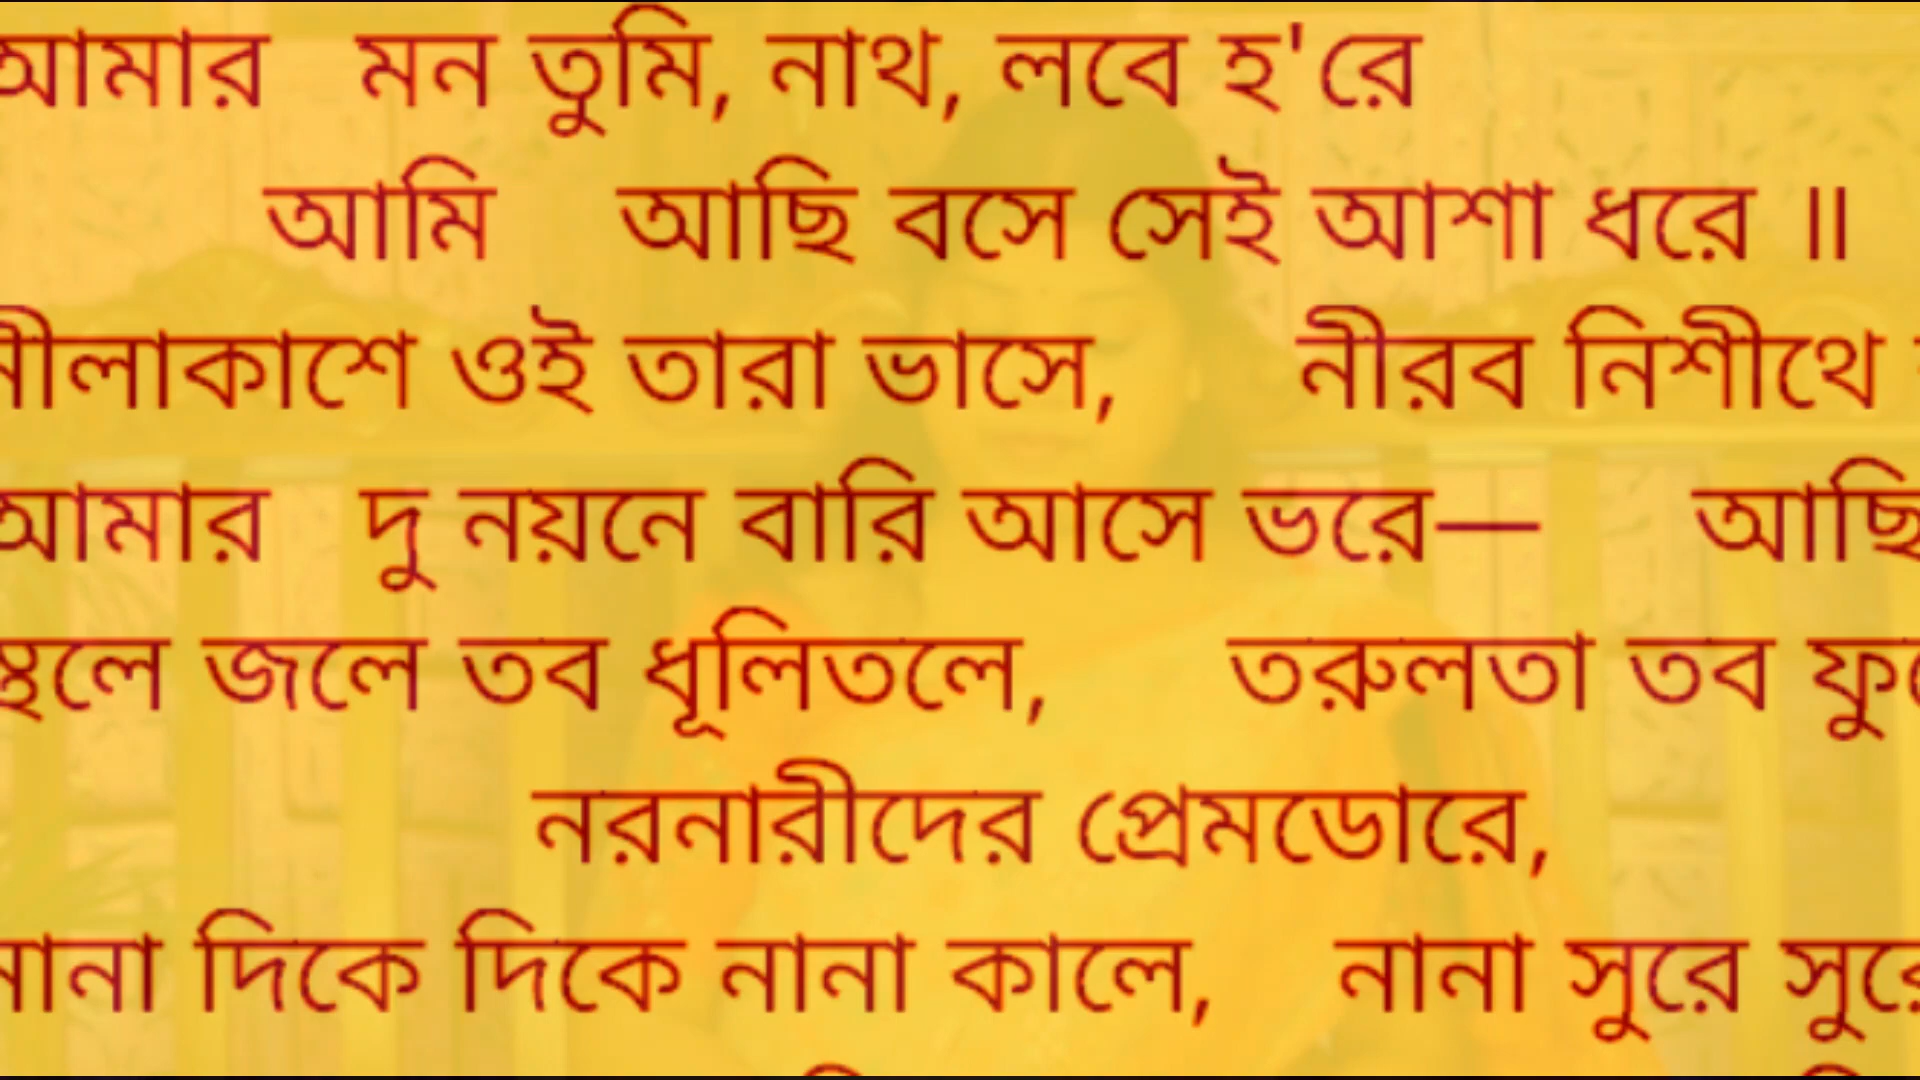 আমার মন তুমি, নাথ, লবে হ'রে
আমি আছি বসে সেই আশা ধরে ॥
নীলাকাশে ওই তারা ভাসে, নীরব নিশীথে
আমার দু নয়নে বারি আসে ভরে— আছি
স্থলে জলে তব ধূলিতলে, তরুলতা তব
নরনারীদের প্রেমডোরে,
নানা দিকে দিকে নানা কালে, নানা সুরে সুরে